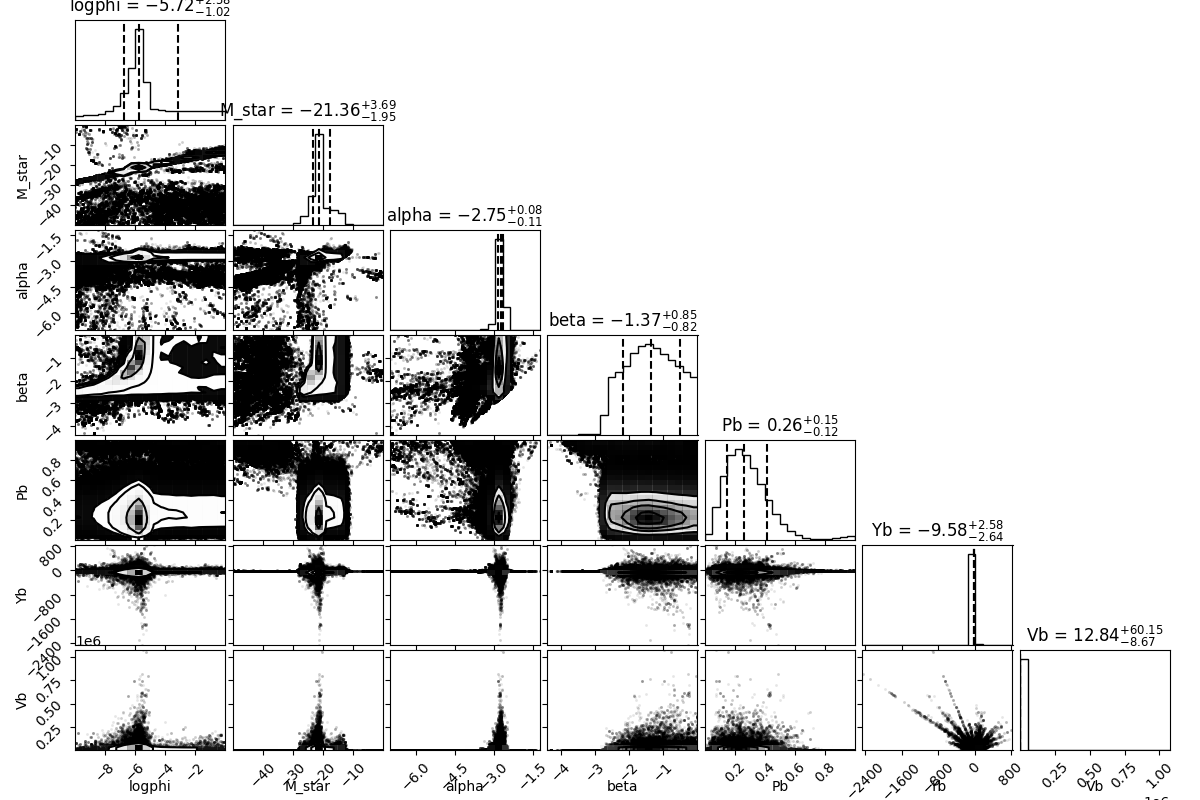 logphi = −5.72+2.58 −1.02
M_star = −21.36+3.69 −1.95
M_star
−10
−20
−30
−40
alpha = −2.75+0.08 −0.11
alpha
−1.5
−3.0
−4.5
−6.0
beta = −1.37+0.85 −0.82
beta
−1
−2
−3
−4
Pb = 0.26+0.15 −0.12
Pb
0.8
0.6
0.4
0.2
Yb = −9.58+2.58 −2.64
Yb
800
0
−800
−1600
−2400
1e6
Vb = 12.84+60.15 −8.67
Vb
1.00
0.75
0.50
0.25
−8 −6 −4 −2
−40 −30 −20 −10
−6.0 −4.5 −3.0 −1.5
−4 −3 −2 −1
0.2 0.4 0.6 0.8
−2400 −1600 −800 0 800
0.25 0.50 0.75 1.00
logphi M_star alpha beta Pb Yb Vb
1e6